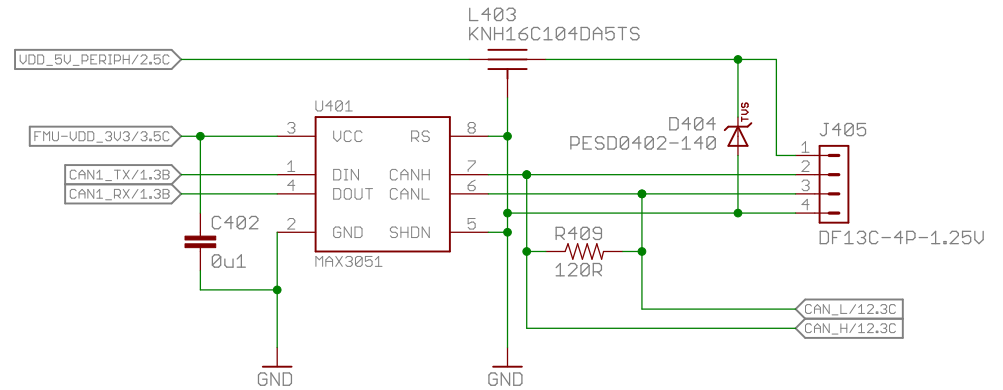 L403
KNH16C104DA5TS
VDD_5V_PERIPH/2.5C
U401
TVS
D404
PESD0402-140
J405
FMU-VDD_3V3/3.5C
3 VCC RS 8
1
CAN1_TX/1.3B
1 DIN CANH 7
2
CAN1_RX/1.3B
4 DOUT CANL 6
3
4
C402
0u1
2 GND SHDN 5
R409
120R
DF13C-4P-1.25V
MAX3051
CAN_L/12.3C
CAN_H/12.3C
GND
GND